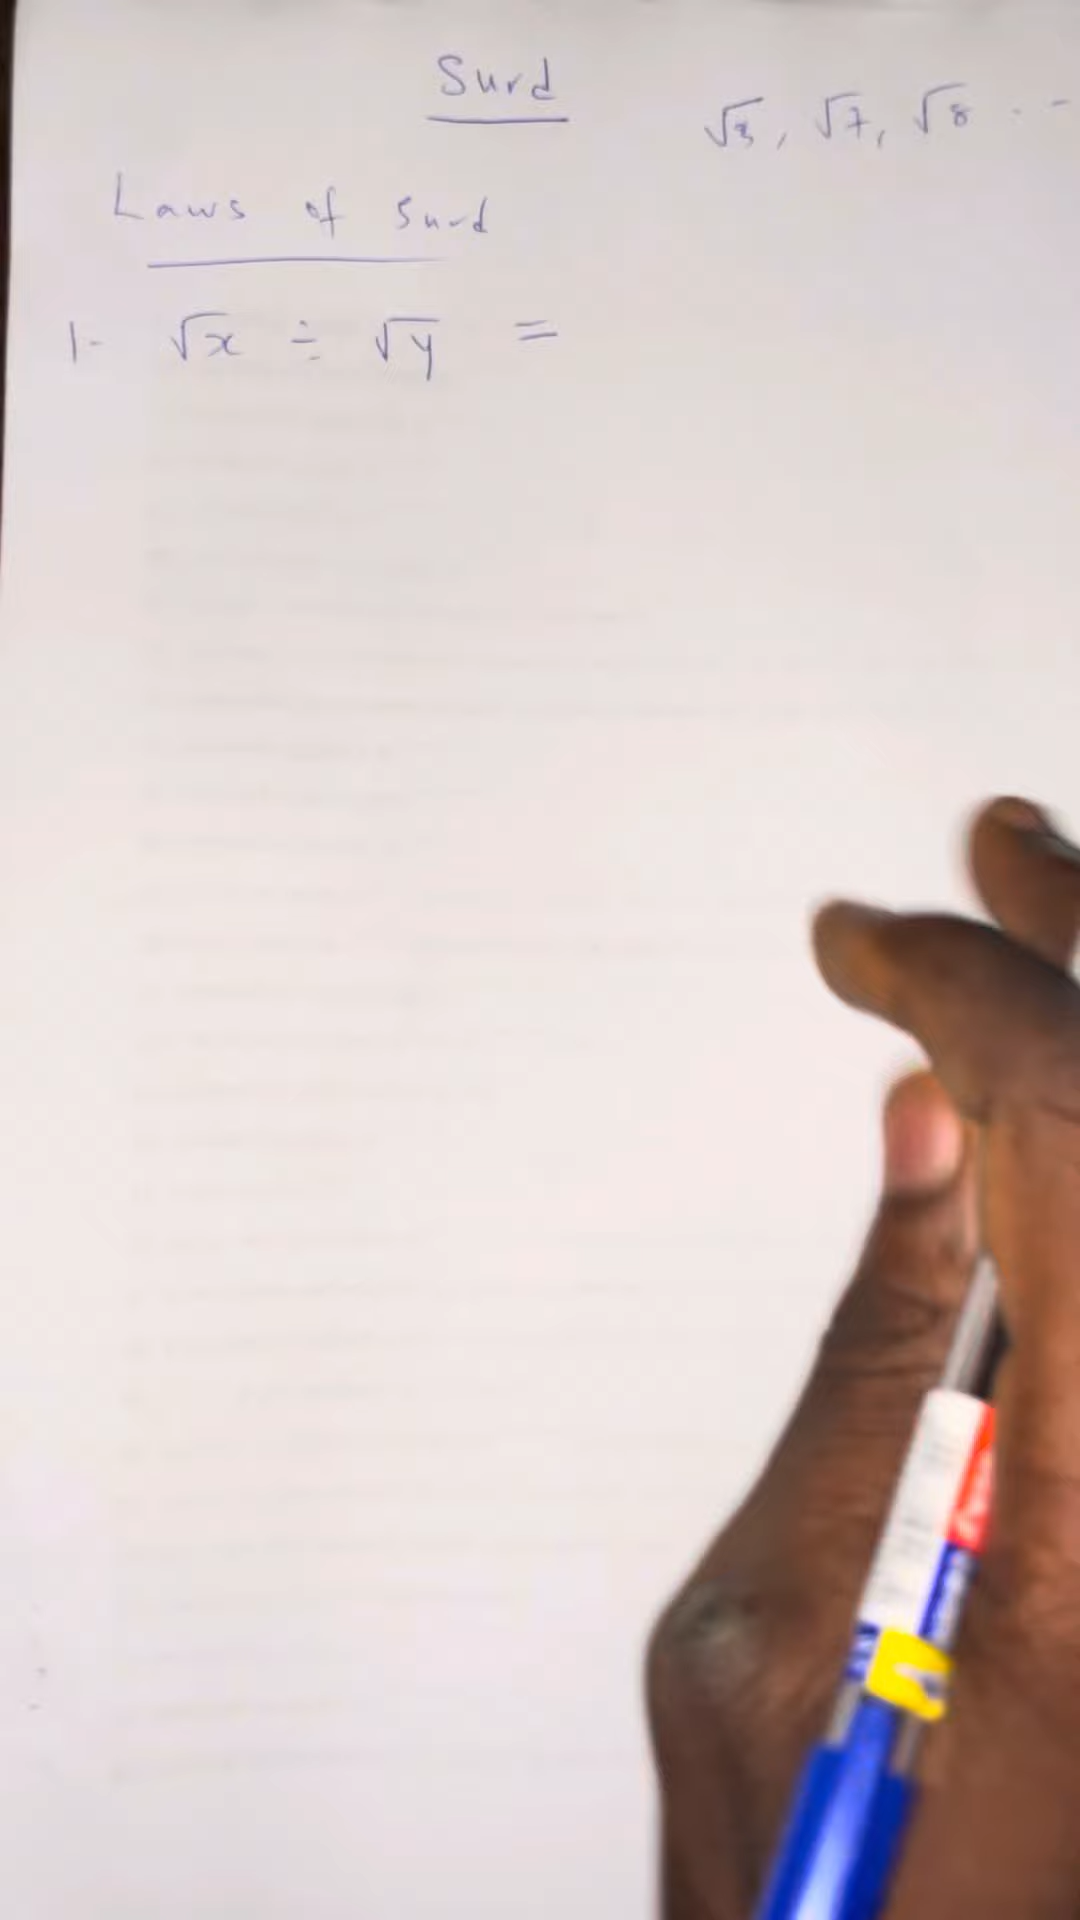 Surd
√3, √7, √8 . -
Laws of Surd
1- √x ÷ √y =